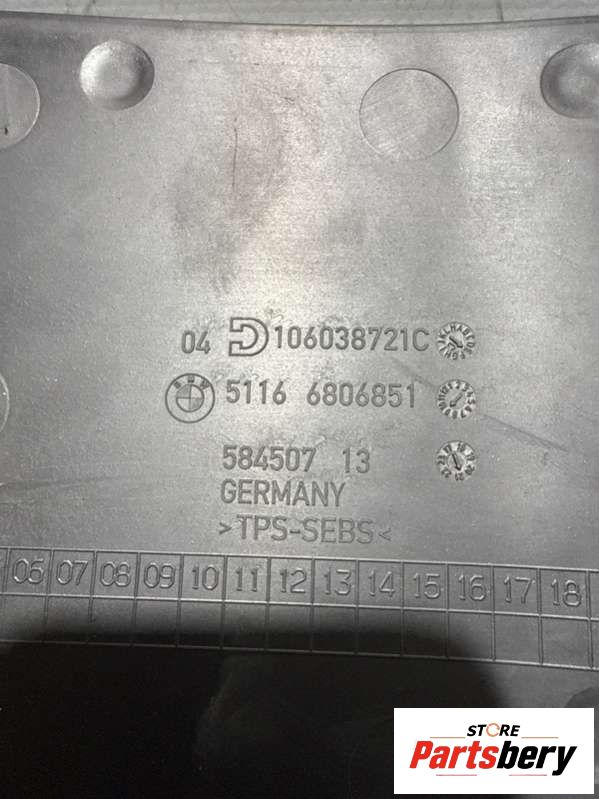 04 D 106038721C
BMW 5116 6806851
584507 13
GERMANY
>TPS-SEBS<
06 07 08 09 10 11 12 13 14 15 16 17 18
STORE
Partsbery